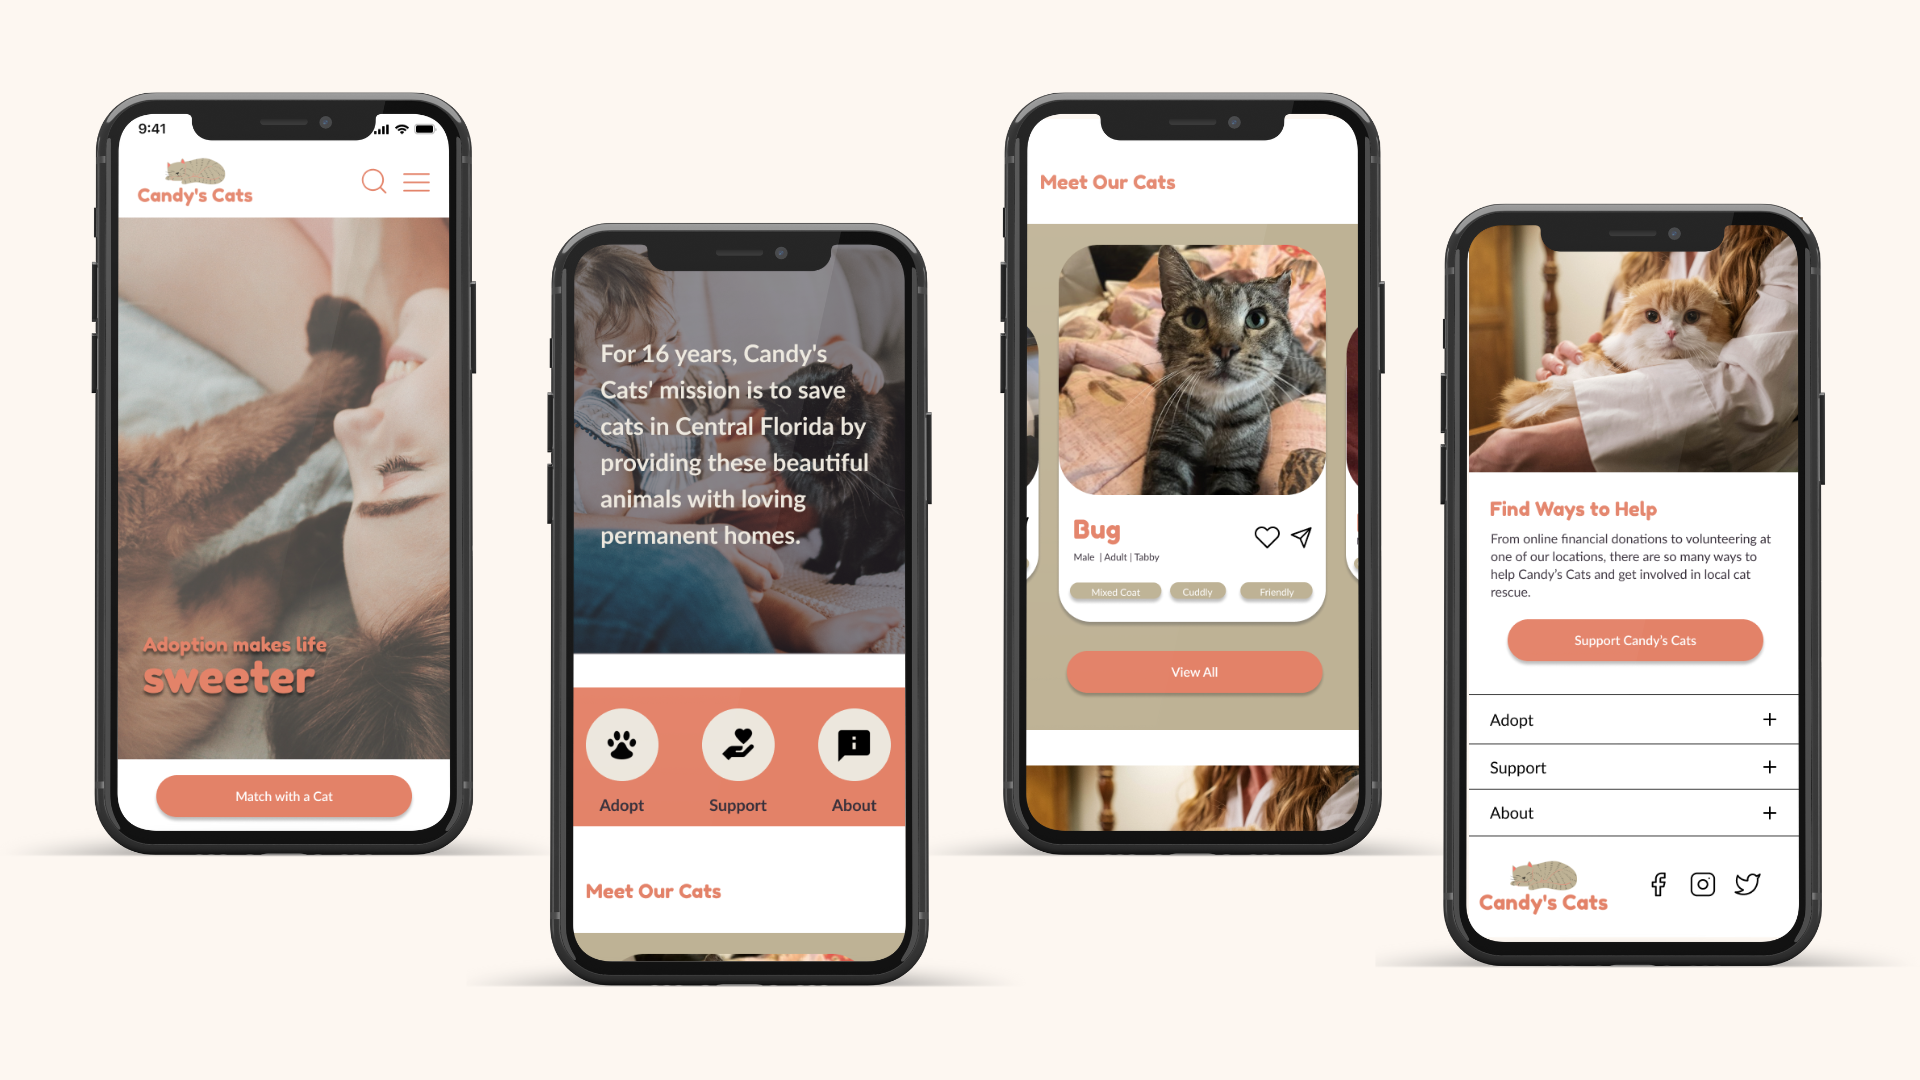 9:41
Candy's Cats
Adoption makes life
sweeter
Match with a Cat
For 16 years, Candy's
Cats' mission is to save
cats in Central Florida by
providing these beautiful
animals with loving
permanent homes.
Adopt
Support
About
Meet Our Cats
Meet Our Cats
Bug
Male | Adult | Tabby
Mixed Coat
Cuddly
Friendly
View All
Find Ways to Help
From online financial donations to volunteering at
one of our locations, there are so many ways to
help Candy's Cats and get involved in local cat
rescue.
Support Candy's Cats
Adopt +
Support +
About +
Candy's Cats